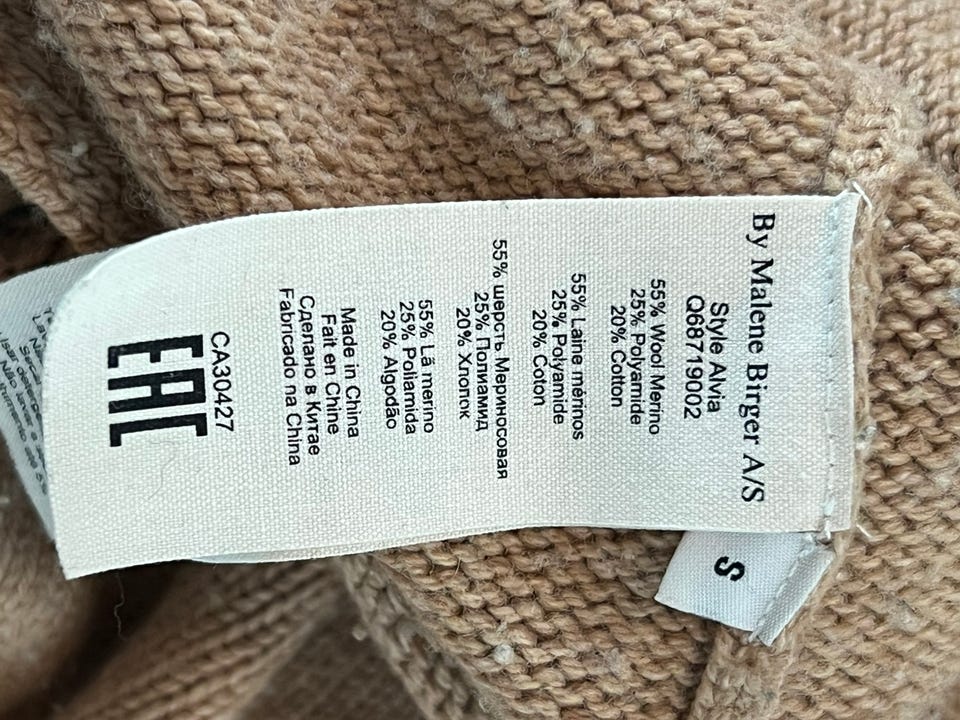 By Malene Birger A/S
Style Alvia
Q68719002
55% Wool Merino
25% Polyamide
20% Cotton
55% Laine mérinos
25% Polyamide
20% Coton
55% шерсть Мериносовая
25% Полиамид
20% Хлопок
55% Lã merino
25% Poliamida
20% Algodão
Made in China
Fait en Chine
Сделано в Китае
Fabricado na China
CA30427
EAC
S